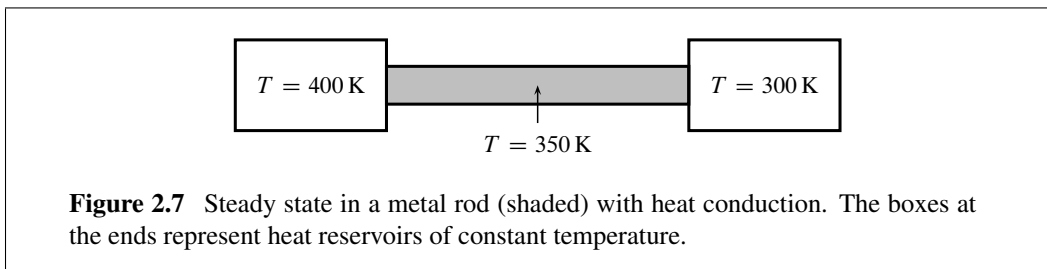 T = 400 K
T = 300 K
T = 350 K
Figure 2.7 Steady state in a metal rod (shaded) with heat conduction. The boxes at
the ends represent heat reservoirs of constant temperature.